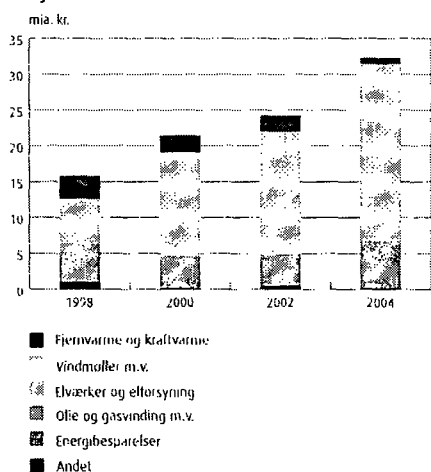 mia. kr.
35
30
25
20
15
10
5
0
1998 2000 2002 2004
Fjernvarme og kraftvarme
Vindmøller m.v.
Elværker og elforsyning
Olie og gasvinding m.v.
Energibesparelser
Andet